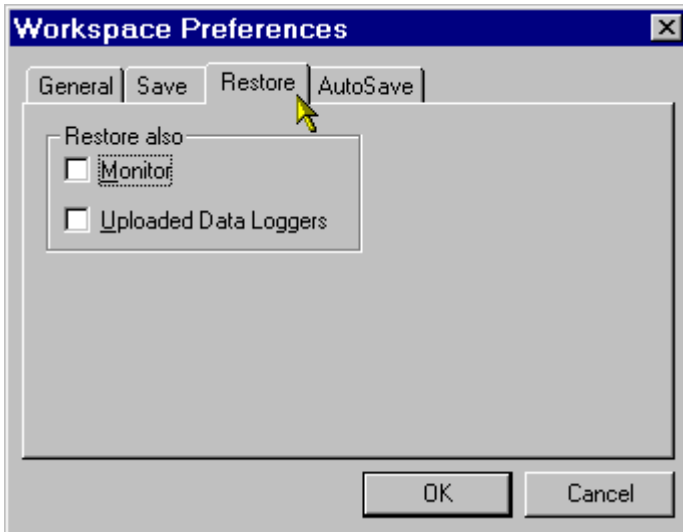 Workspace Preferences
General Save Restore AutoSave
Restore also
Monitor
Uploaded Data Loggers
OK Cancel